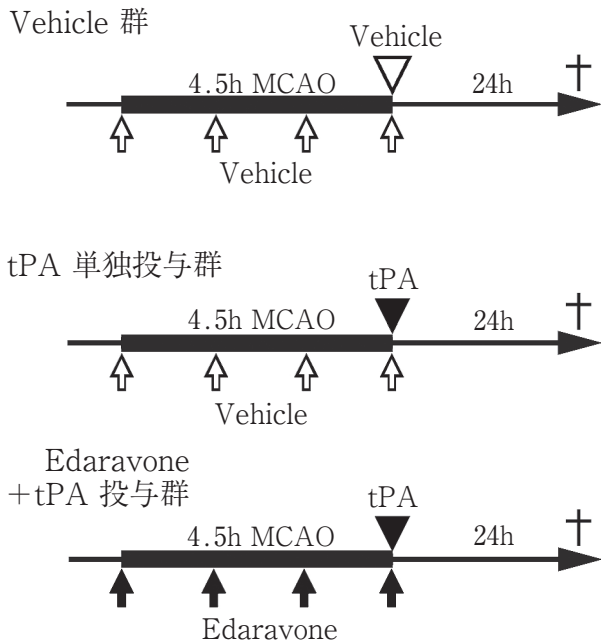 Vehicle 群
Vehicle
4.5h MCAO
24h
Vehicle
tPA 単独投与群
tPA
4.5h MCAO
24h
Vehicle
Edaravone
+tPA 投与群
tPA
4.5h MCAO
24h
Edaravone